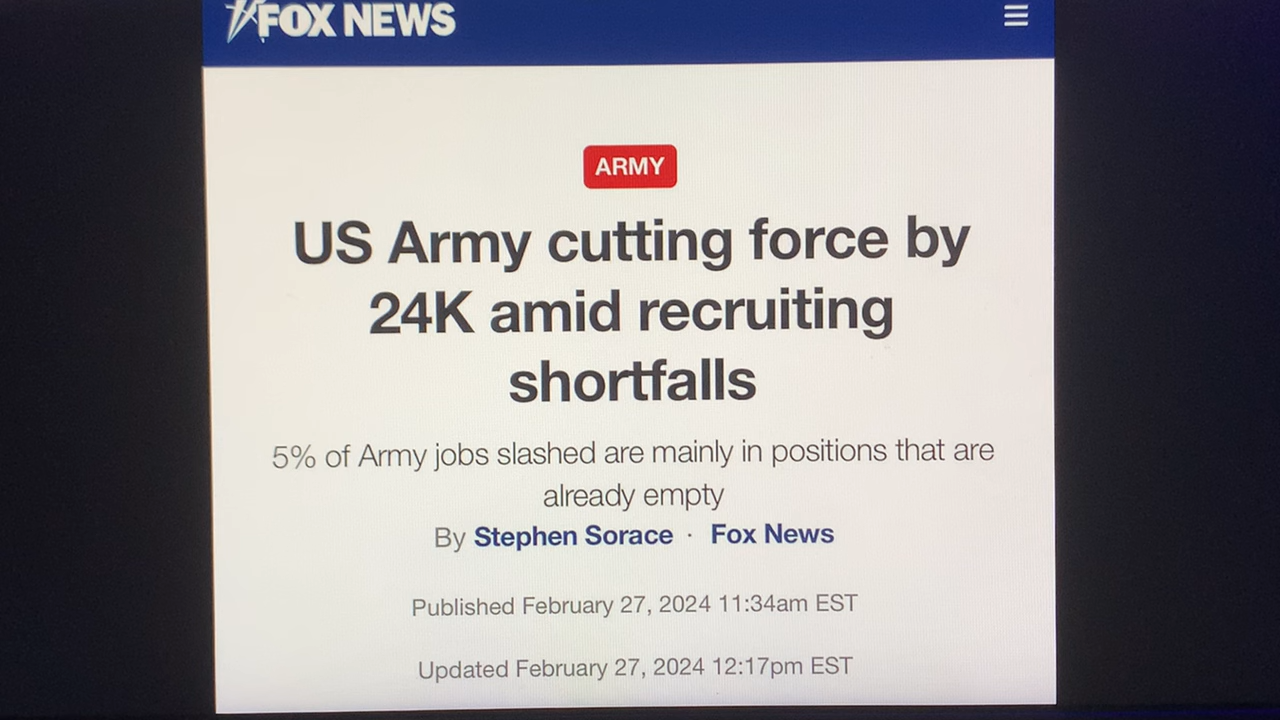 FOX NEWS
ARMY
US Army cutting force by
24K amid recruiting
shortfalls
5% of Army jobs slashed are mainly in positions that are
already empty
By Stephen Sorace · Fox News
Published February 27, 2024 11:34am EST
Updated February 27, 2024 12:17pm EST